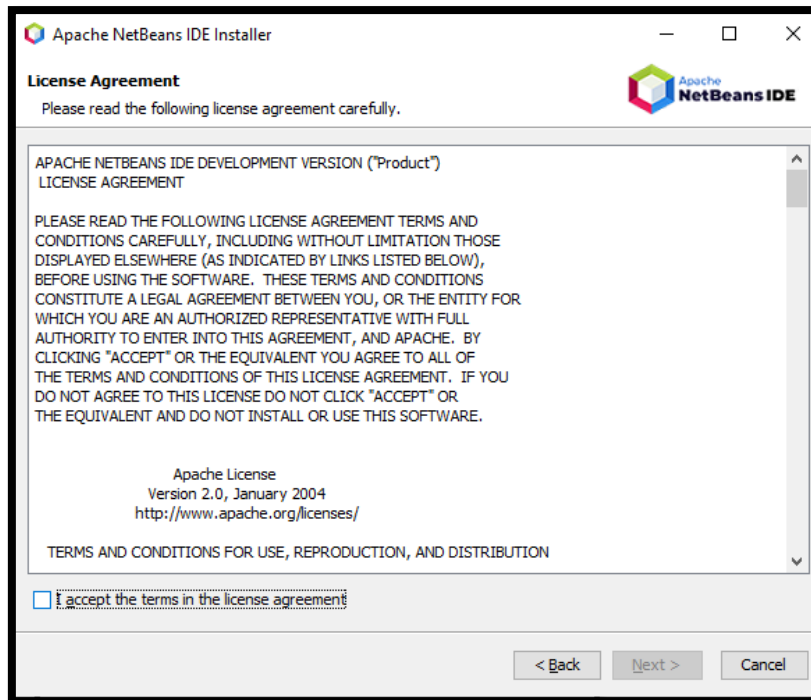 Apache NetBeans IDE Installer
License Agreement
Please read the following license agreement carefully.
Apache
NetBeans IDE
APACHE NETBEANS IDE DEVELOPMENT VERSION ("Product")
LICENSE AGREEMENT
PLEASE READ THE FOLLOWING LICENSE AGREEMENT TERMS AND
CONDITIONS CAREFULLY, INCLUDING WITHOUT LIMITATION THOSE
DISPLAYED ELSEWHERE (AS INDICATED BY LINKS LISTED BELOW),
BEFORE USING THE SOFTWARE.  THESE TERMS AND CONDITIONS
CONSTITUTE A LEGAL AGREEMENT BETWEEN YOU, OR THE ENTITY FOR
WHICH YOU ARE AN AUTHORIZED REPRESENTATIVE WITH FULL
AUTHORITY TO ENTER INTO THIS AGREEMENT, AND APACHE.  BY
CLICKING "ACCEPT" OR THE EQUIVALENT YOU AGREE TO ALL OF
THE TERMS AND CONDITIONS OF THIS LICENSE AGREEMENT.  IF YOU
DO NOT AGREE TO THIS LICENSE DO NOT CLICK "ACCEPT" OR
THE EQUIVALENT AND DO NOT INSTALL OR USE THIS SOFTWARE.
Apache License
Version 2.0, January 2004
http://www.apache.org/licenses/
TERMS AND CONDITIONS FOR USE, REPRODUCTION, AND DISTRIBUTION
I accept the terms in the license agreement
< Back
Next >
Cancel